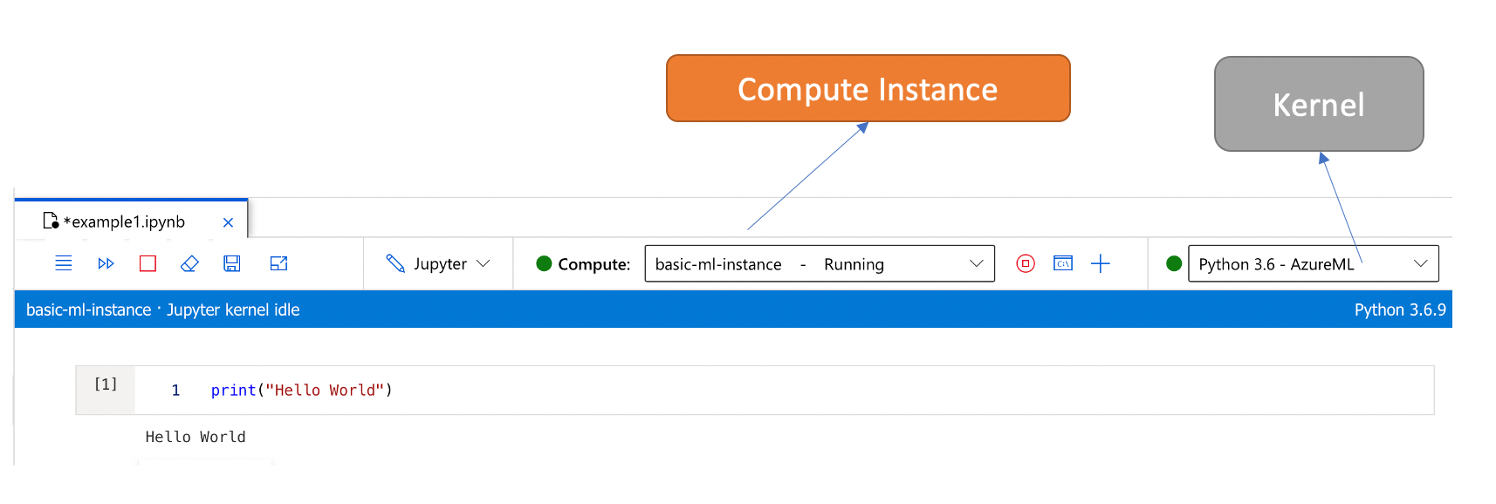 Compute Instance
Kernel
*example1.ipynb
Jupyter
Compute:
basic-ml-instance - Running
Python 3.6 - AzureML
basic-ml-instance · Jupyter kernel idle
Python 3.6.9
[1]
1 print("Hello World")
Hello World